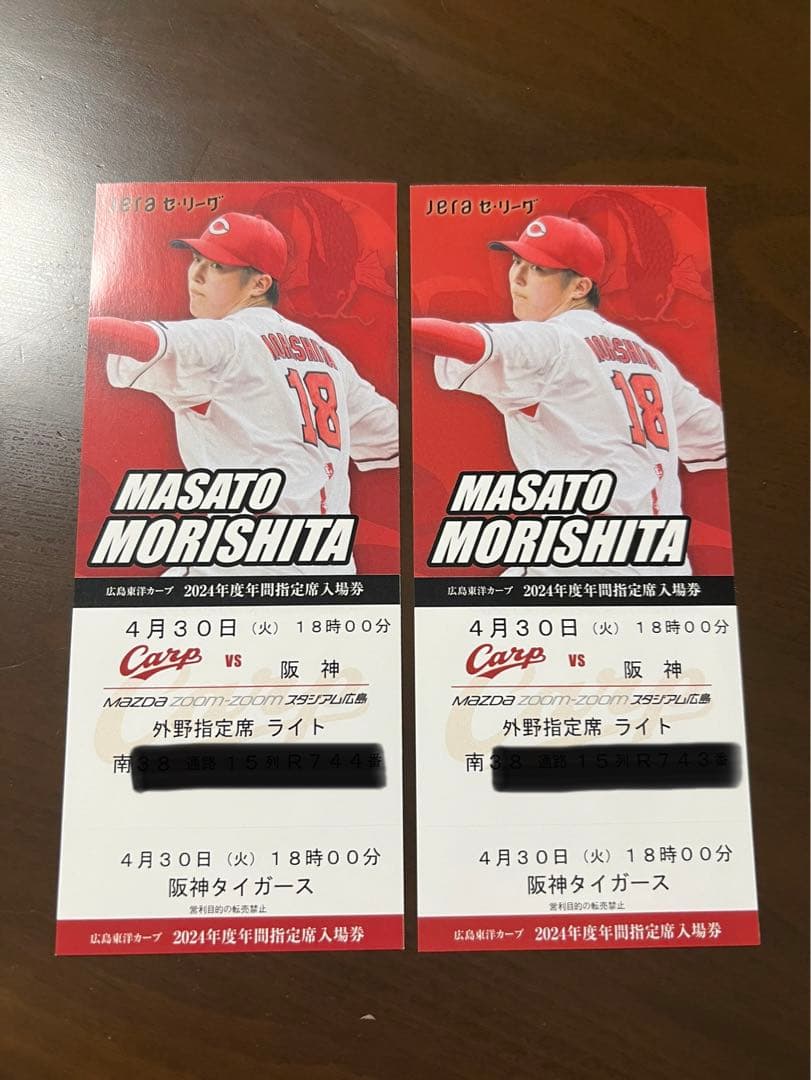 Jera セ・リーグ
MORISHITA
18
MASATO
MORISHITA
広島東洋カープ 2024年度年間指定席入場券
4月30日 (火) 18時00分
Carp vs 阪 神
mazda zoom-zoom スタジアム広島
外野指定席 ライト
南
4月30日 (火) 18時00分
阪神タイガース
営利目的の転売禁止
広島東洋カープ 2024年度年間指定席入場券
Jera セ・リーグ
MORISHITA
18
MASATO
MORISHITA
広島東洋カープ 2024年度年間指定席入場券
4月30日 (火) 18時00分
Carp vs 阪 神
mazda zoom-zoom スタジアム広島
外野指定席 ライト
南
4月30日 (火) 18時00分
阪神タイガース
営利目的の転売禁止
広島東洋カープ 2024年度年間指定席入場券